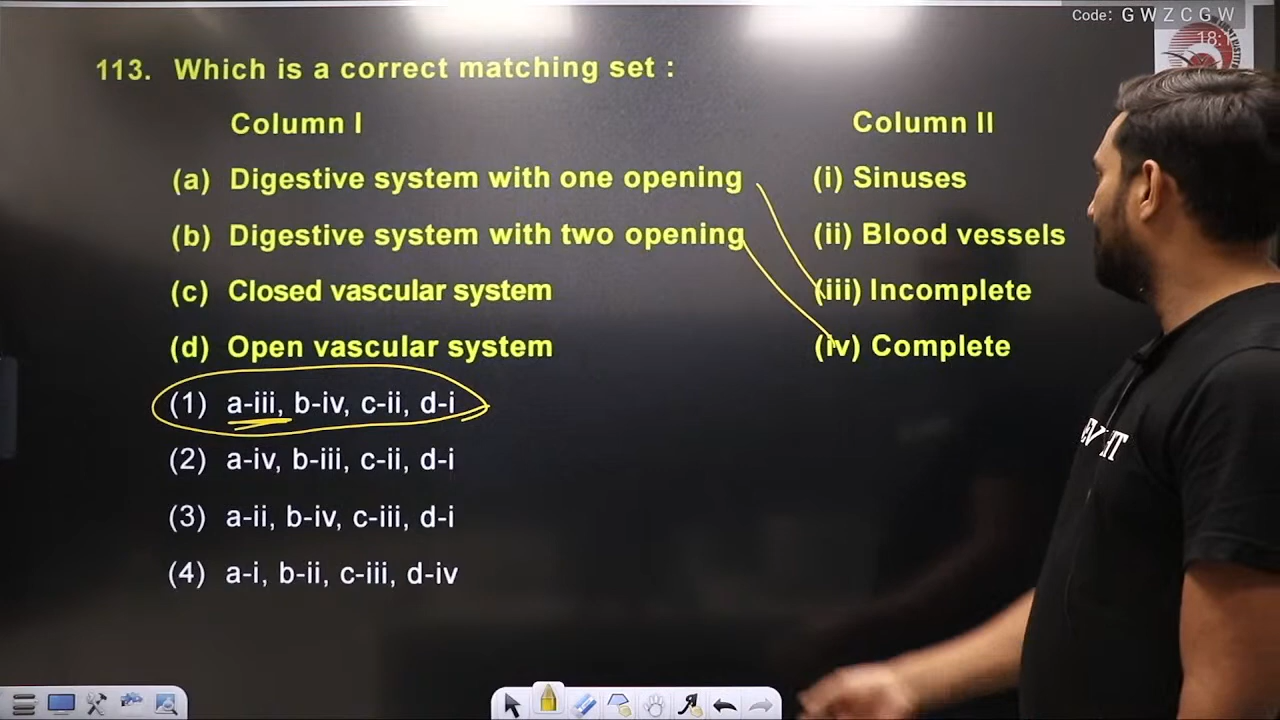 Code: G W Z C G W
18:1
113. Which is a correct matching set :
Column I Column II
(a) Digestive system with one opening (i) Sinuses
(b) Digestive system with two opening (ii) Blood vessels
(c) Closed vascular system (iii) Incomplete
(d) Open vascular system (iv) Complete
(1) a-iii, b-iv, c-ii, d-i
(2) a-iv, b-iii, c-ii, d-i
(3) a-ii, b-iv, c-iii, d-i
(4) a-i, b-ii, c-iii, d-iv